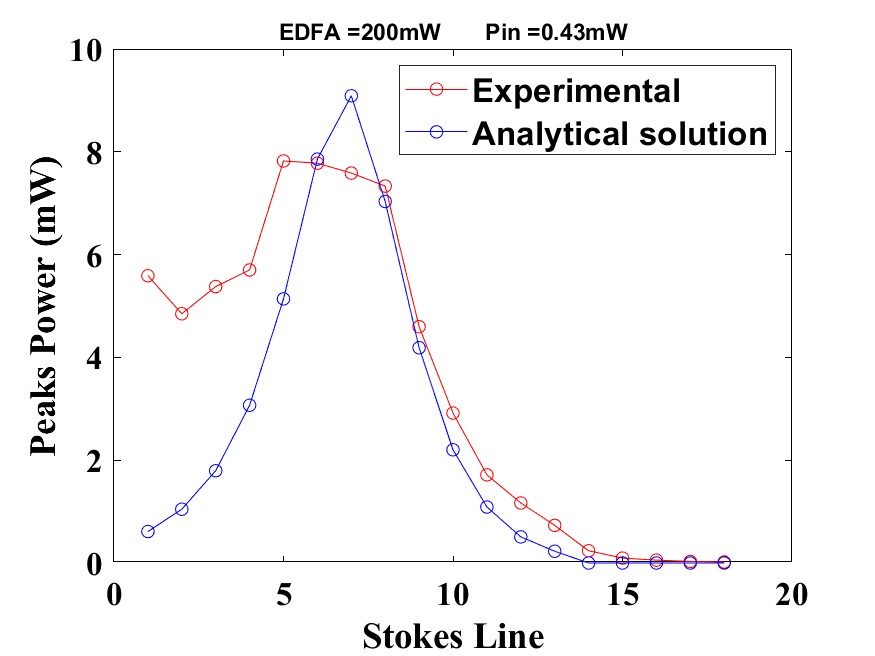 EDFA =200mW Pin =0.43mW
10
8
6
4
2
0
Peaks Power (mW)
Experimental
Analytical solution
0 5 10 15 20
Stokes Line